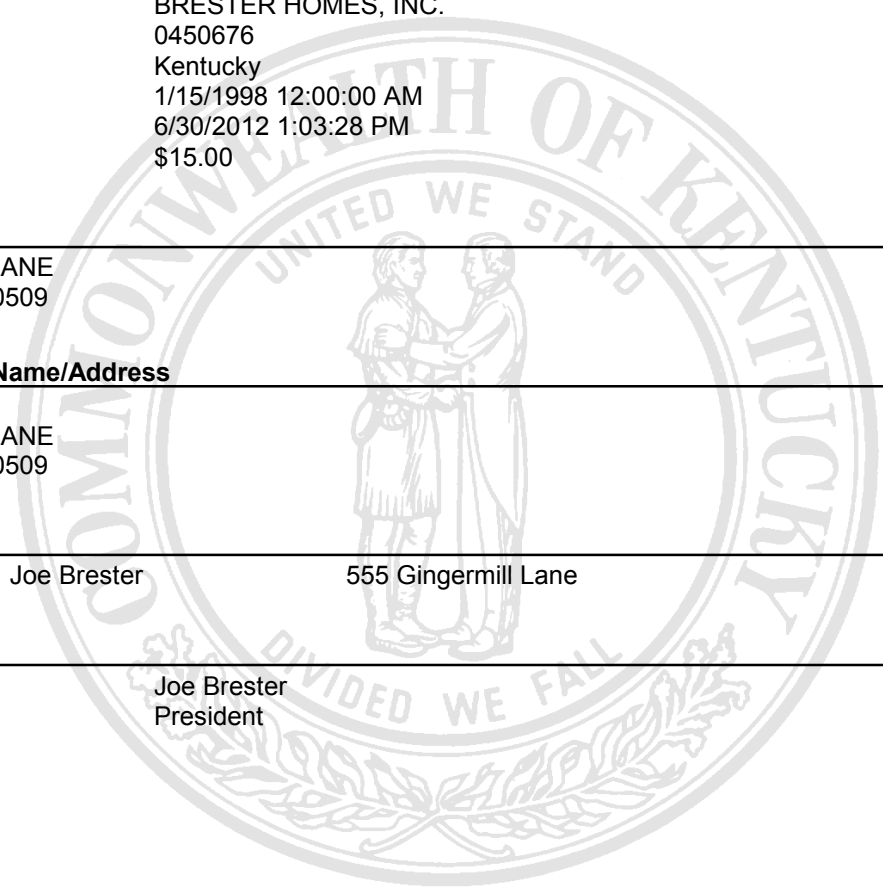 BRESTER HOMES, INC.
0450676
Kentucky
1/15/1998 12:00:00 AM
6/30/2012 1:03:28 PM
$15.00
ANE
0509
Name/Address
ANE
0509
Joe Brester 555 Gingermill Lane
Joe Brester
President
COMMONWEALTH OF KENTUCKY
UNITED WE STAND
DIVIDED WE FALL